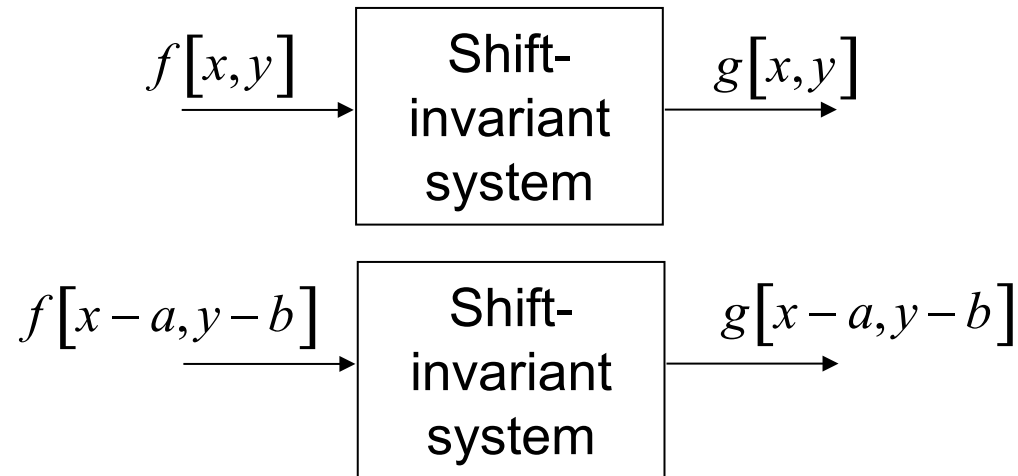 f[x, y]
Shift-
invariant
system
g[x, y]
f[x − a, y − b]
Shift-
invariant
system
g[x − a, y − b]